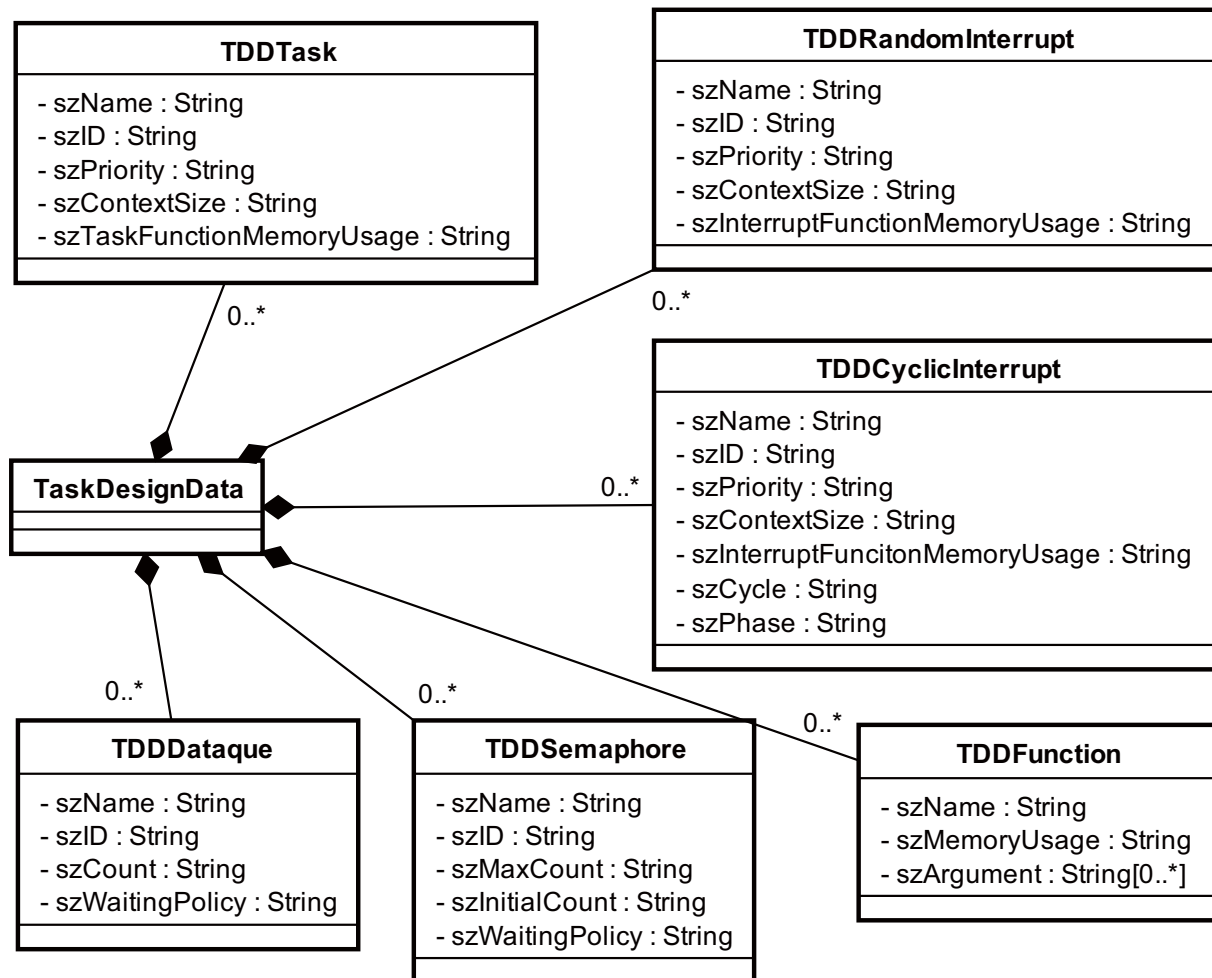 TDDTask
- szName : String
- szID : String
- szPriority : String
- szContextSize : String
- szTaskFunctionMemoryUsage : String
0..*
TDDRandomInterrupt
- szName : String
- szID : String
- szPriority : String
- szContextSize : String
- szInterruptFunctionMemoryUsage : String
0..*
TDDCyclicInterrupt
- szName : String
- szID : String
- szPriority : String
- szContextSize : String
- szInterruptFuncitonMemoryUsage : String
- szCycle : String
- szPhase : String
0..*
TaskDesignData
0..*
TDDDataque
- szName : String
- szID : String
- szCount : String
- szWaitingPolicy : String
0..*
TDDSemaphore
- szName : String
- szID : String
- szMaxCount : String
- szInitialCount : String
- szWaitingPolicy : String
0..*
TDDFunction
- szName : String
- szMemoryUsage : String
- szArgument : String[0..*]